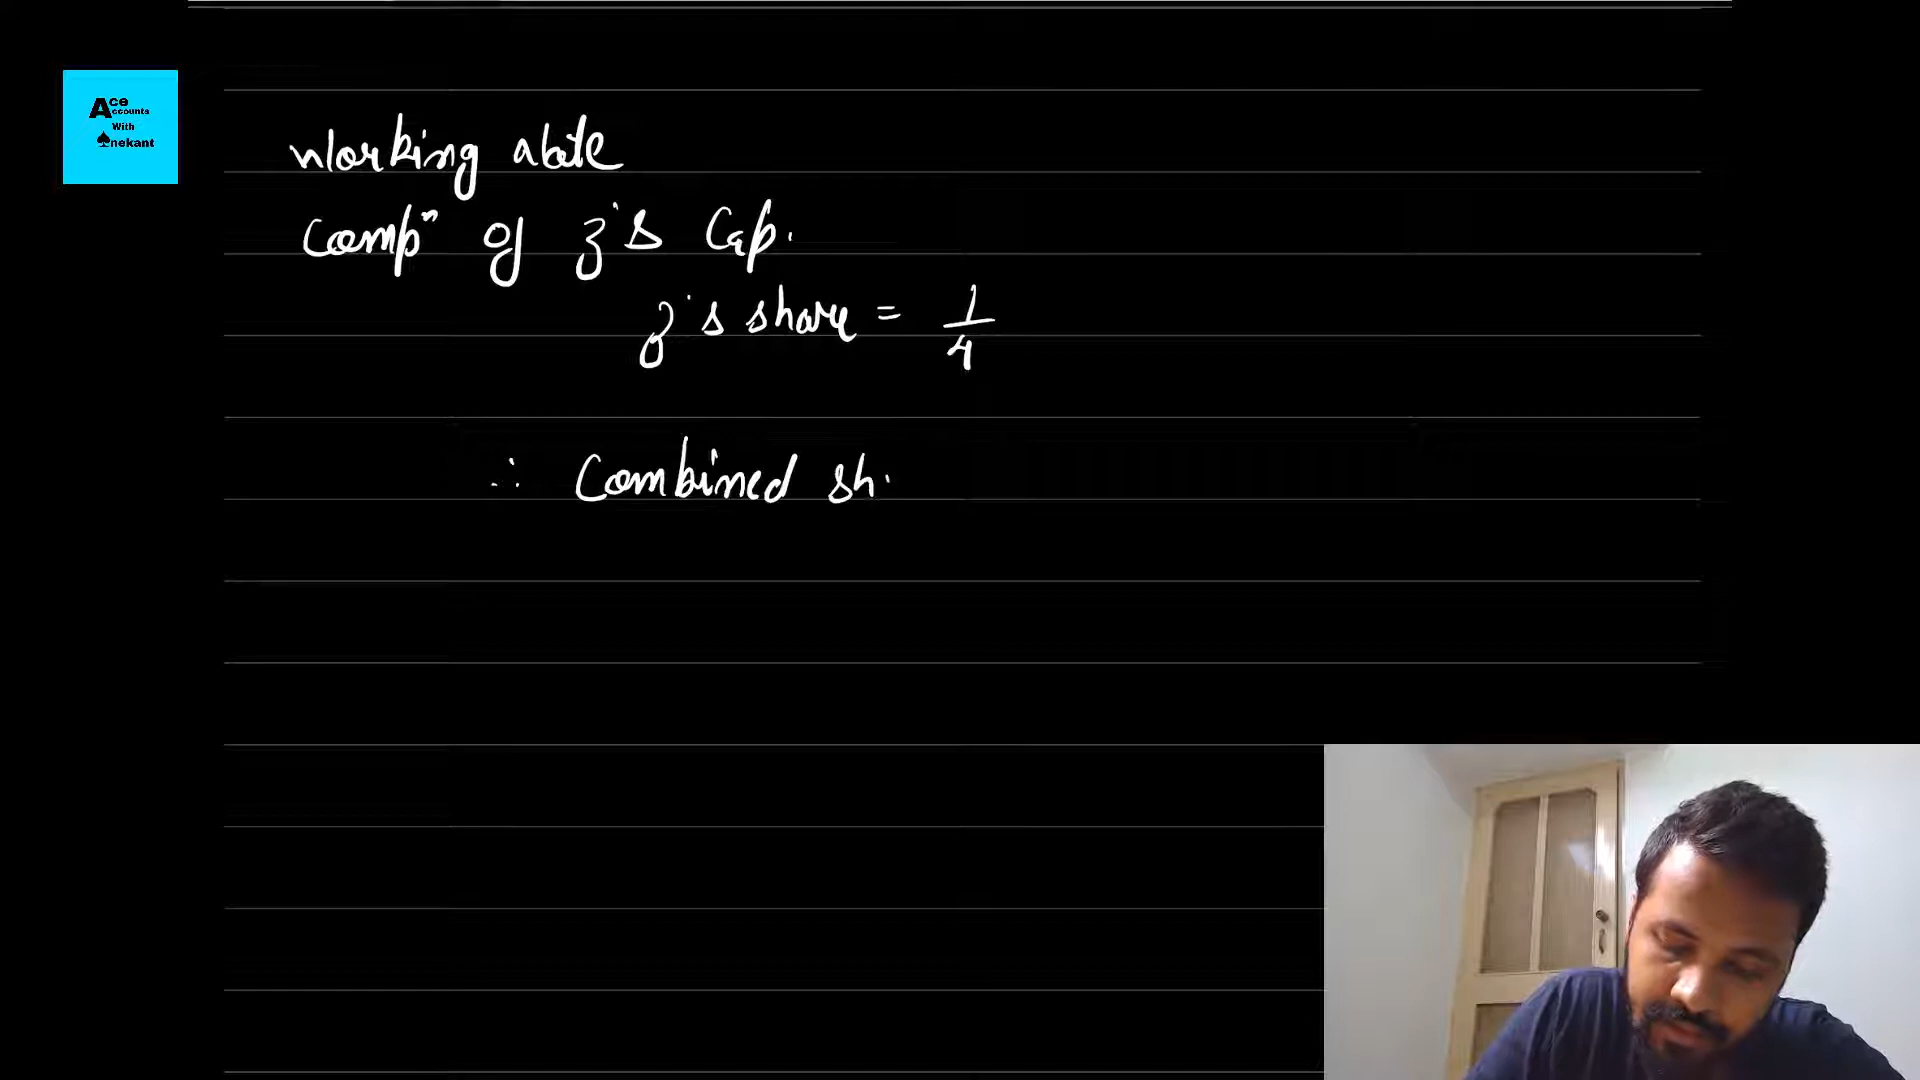 Ace
Accounts
With
Anekant
Working Note
Compⁿ of Z's Cap.
Z's share = 1/4
∴ Combined sh.